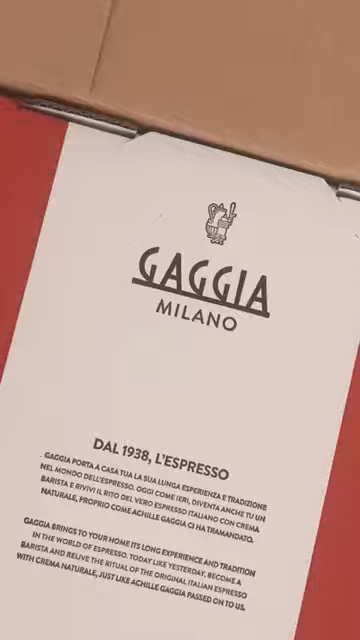 GAGGIA
MILANO
DAL 1938, L'ESPRESSO
GAGGIA PORTA A CASA TUA LA SUA LUNGA ESPERIENZA E TRADIZIONE
NEL MONDO DELL'ESPRESSO. OGGI COME IERI, DIVENTA ANCHE TU UN
BARISTA E RIVIVI IL RITO DEL VERO ESPRESSO ITALIANO CON CREMA
NATURALE, PROPRIO COME ACHILLE GAGGIA CI HA TRAMANDATO.
GAGGIA BRINGS TO YOUR HOME ITS LONG EXPERIENCE AND TRADITION
IN THE WORLD OF ESPRESSO. TODAY LIKE YESTERDAY, BECOME A
BARISTA AND RELIVE THE RITUAL OF THE ORIGINAL ITALIAN ESPRESSO
WITH CREMA NATURALE, JUST LIKE ACHILLE GAGGIA PASSED ON TO US.